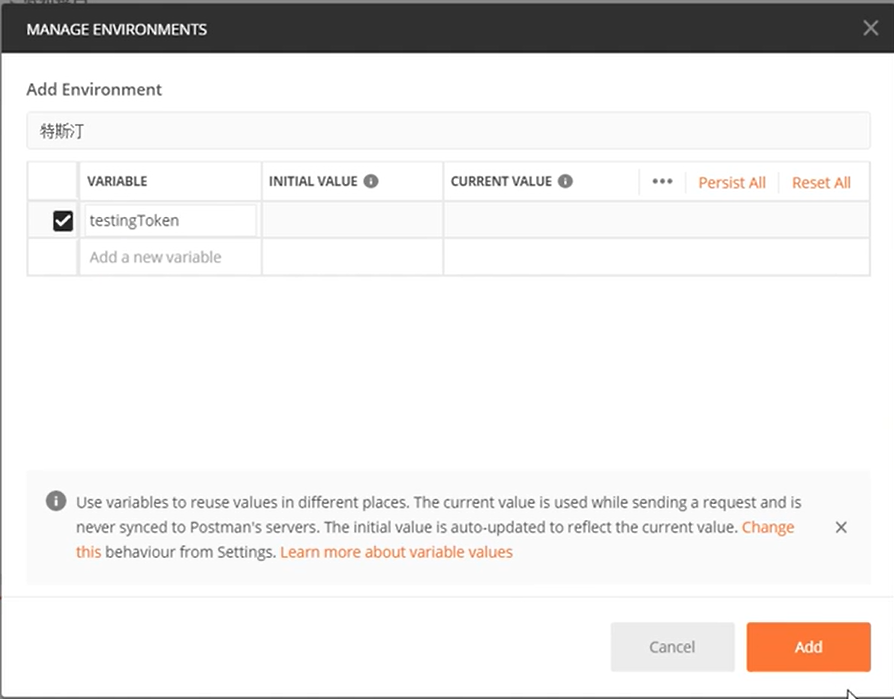 MANAGE ENVIRONMENTS
Add Environment
特斯汀
VARIABLE INITIAL VALUE CURRENT VALUE ••• Persist All Reset All
testingToken
Add a new variable
Use variables to reuse values in different places. The current value is used while sending a request and is
never synced to Postman's servers. The initial value is auto-updated to reflect the current value. Change
this behaviour from Settings. Learn more about variable values
Cancel Add